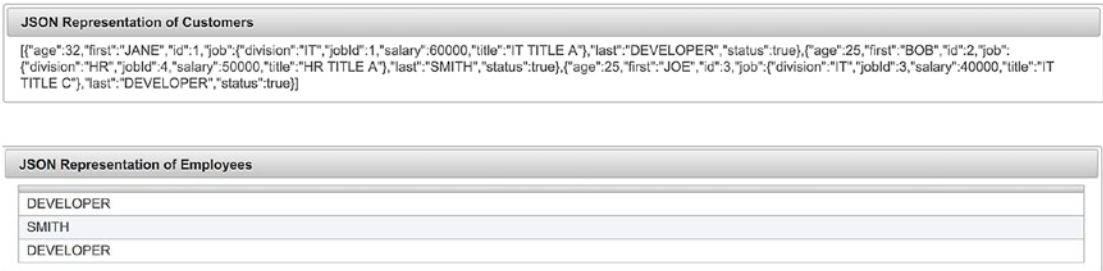 JSON Representation of Customers
[{"age":32,"first":"JANE","id":1,"job":{"division":"IT","jobId":1,"salary":60000,"title":"IT TITLE A"},"last":"DEVELOPER","status":true},{"age":25,"first":"BOB","id":2,"job":
{"division":"HR","jobId":4,"salary":50000,"title":"HR TITLE A"},"last":"SMITH","status":true},{"age":25,"first":"JOE","id":3,"job":{"division":"IT","jobId":3,"salary":40000,"title":"IT
TITLE C"},"last":"DEVELOPER","status":true}]
JSON Representation of Employees
DEVELOPER
SMITH
DEVELOPER